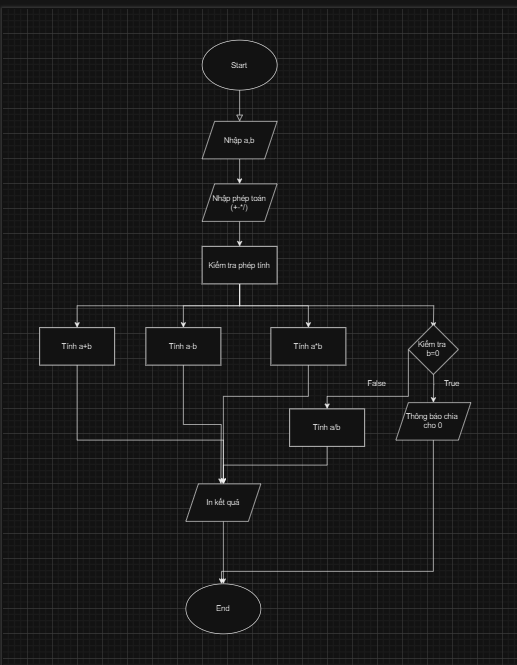 Start
Nhập a,b
Nhập phép toán
(+-*/)
Kiểm tra phép tính
Tính a+b
Tính a-b
Tính a*b
Kiểm tra
b=0
False
True
Tính a/b
Thông báo chia
cho 0
In kết quả
End